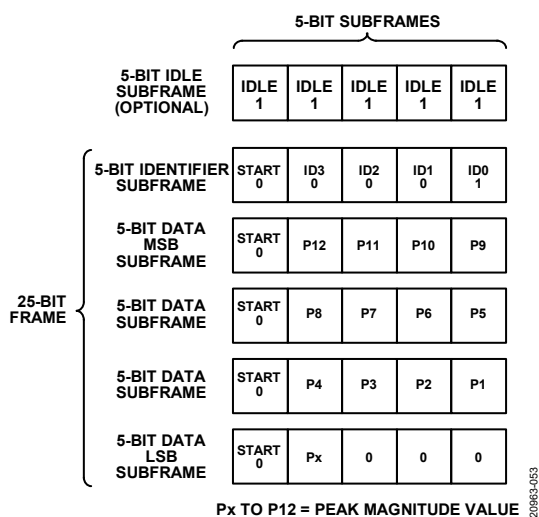 5-BIT SUBFRAMES
5-BIT IDLE
SUBFRAME
(OPTIONAL)
IDLE
1
IDLE
1
IDLE
1
IDLE
1
IDLE
1
25-BIT
FRAME
5-BIT IDENTIFIER
SUBFRAME
START
0
ID3
0
ID2
0
ID1
0
ID0
1
5-BIT DATA
MSB
SUBFRAME
START
0
P12
P11
P10
P9
5-BIT DATA
SUBFRAME
START
0
P8
P7
P6
P5
5-BIT DATA
SUBFRAME
START
0
P4
P3
P2
P1
5-BIT DATA
LSB
SUBFRAME
START
0
Px
0
0
0
Px TO P12 = PEAK MAGNITUDE VALUE
20963-053